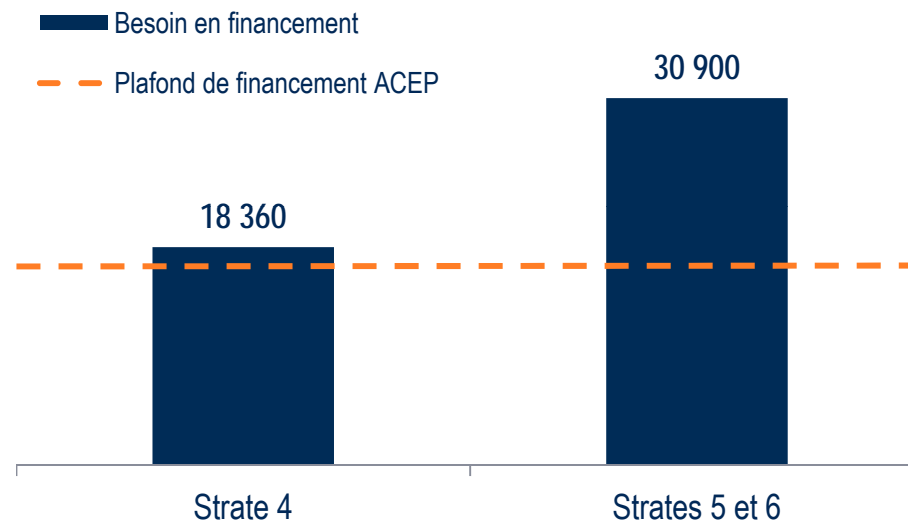 Besoin en financement
Plafond de financement ACEP
30 900
18 360
Strate 4
Strates 5 et 6